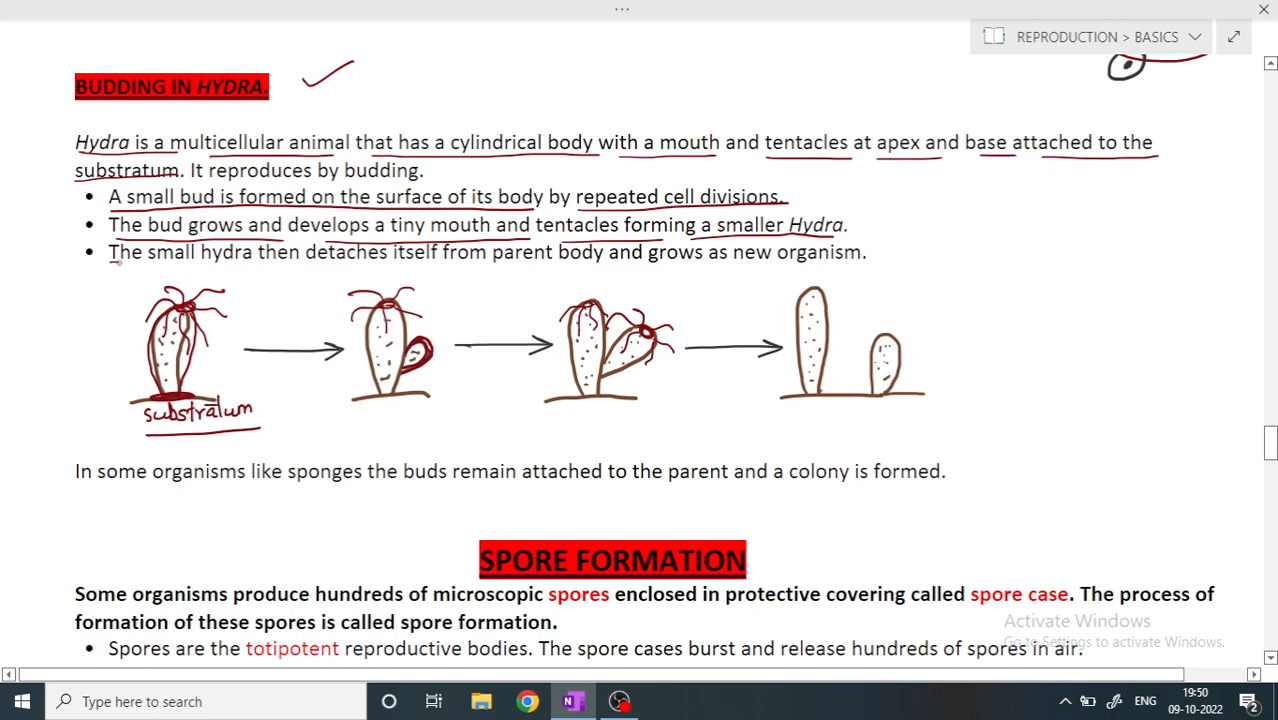 REPRODUCTION > BASICS
BUDDING IN HYDRA.
Hydra is a multicellular animal that has a cylindrical body with a mouth and tentacles at apex and base attached to the
substratum. It reproduces by budding.
• A small bud is formed on the surface of its body by repeated cell divisions.
• The bud grows and develops a tiny mouth and tentacles forming a smaller Hydra.
• The small hydra then detaches itself from parent body and grows as new organism.
substratum
In some organisms like sponges the buds remain attached to the parent and a colony is formed.
SPORE FORMATION
Some organisms produce hundreds of microscopic spores enclosed in protective covering called spore case. The process of
formation of these spores is called spore formation.
• Spores are the totipotent reproductive bodies. The spore cases burst and release hundreds of spores in air.
Activate Windows
Go to Settings to activate Windows.
Type here to search
ENG
19:50
09-10-2022
2